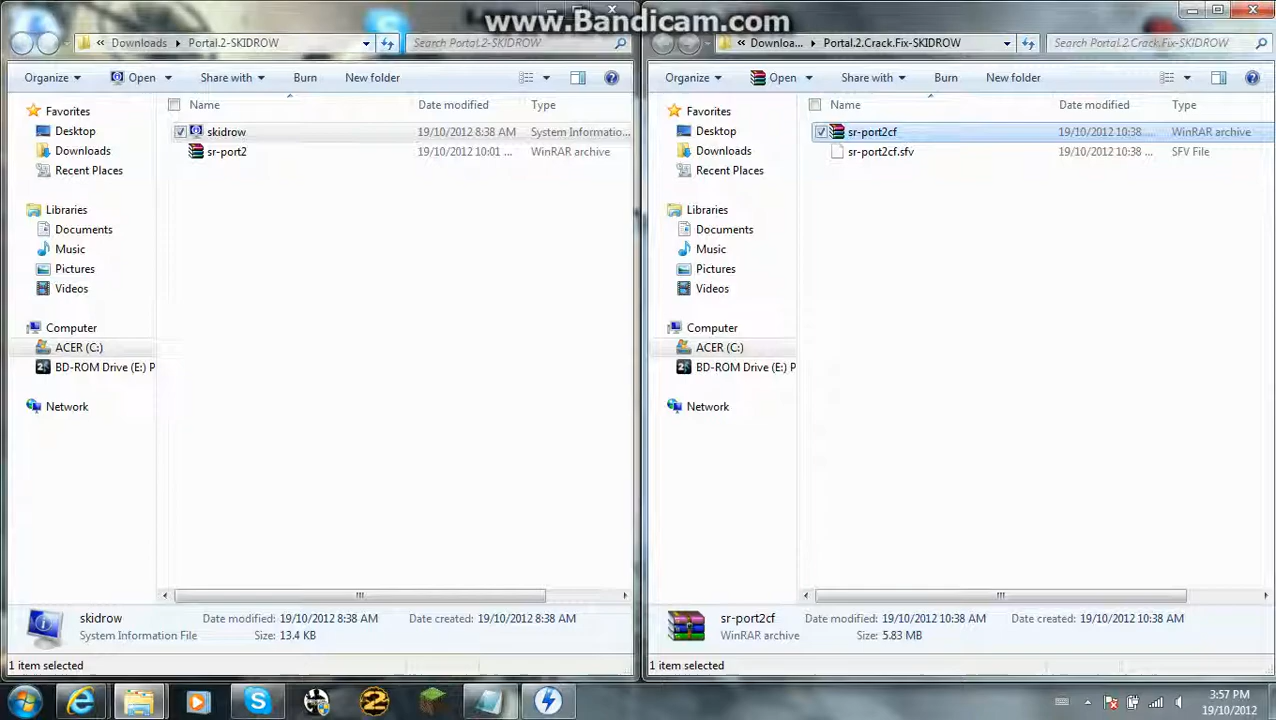 www.Bandicam.com
« Downloads ▸ Portal.2-SKIDROW
Search Portal.2-SKIDROW
Organize
Open
Share with
Burn
New folder
Name
Date modified
Type
Favorites
Desktop
Downloads
Recent Places
Libraries
Documents
Music
Pictures
Videos
Computer
ACER (C:)
BD-ROM Drive (E:) P
Network
skidrow 19/10/2012 8:38 AM System Informatio...
sr-port2 19/10/2012 10:01 ... WinRAR archive
skidrow Date modified: 19/10/2012 8:38 AM Date created: 19/10/2012 8:38 AM
System Information File Size: 13.4 KB
1 item selected
« Downloa... ▸ Portal.2.Crack.Fix-SKIDROW
Search Portal.2.Crack.Fix-SKIDROW
Organize
Open
Share with
Burn
New folder
Name
Date modified
Type
Favorites
Desktop
Downloads
Recent Places
Libraries
Documents
Music
Pictures
Videos
Computer
ACER (C:)
BD-ROM Drive (E:) P
Network
sr-port2cf 19/10/2012 10:38 ... WinRAR archive
sr-port2cf.sfv 19/10/2012 10:38 ... SFV File
sr-port2cf Date modified: 19/10/2012 10:38 AM Date created: 19/10/2012 10:38 AM
WinRAR archive Size: 5.83 MB
1 item selected
3:57 PM
19/10/2012